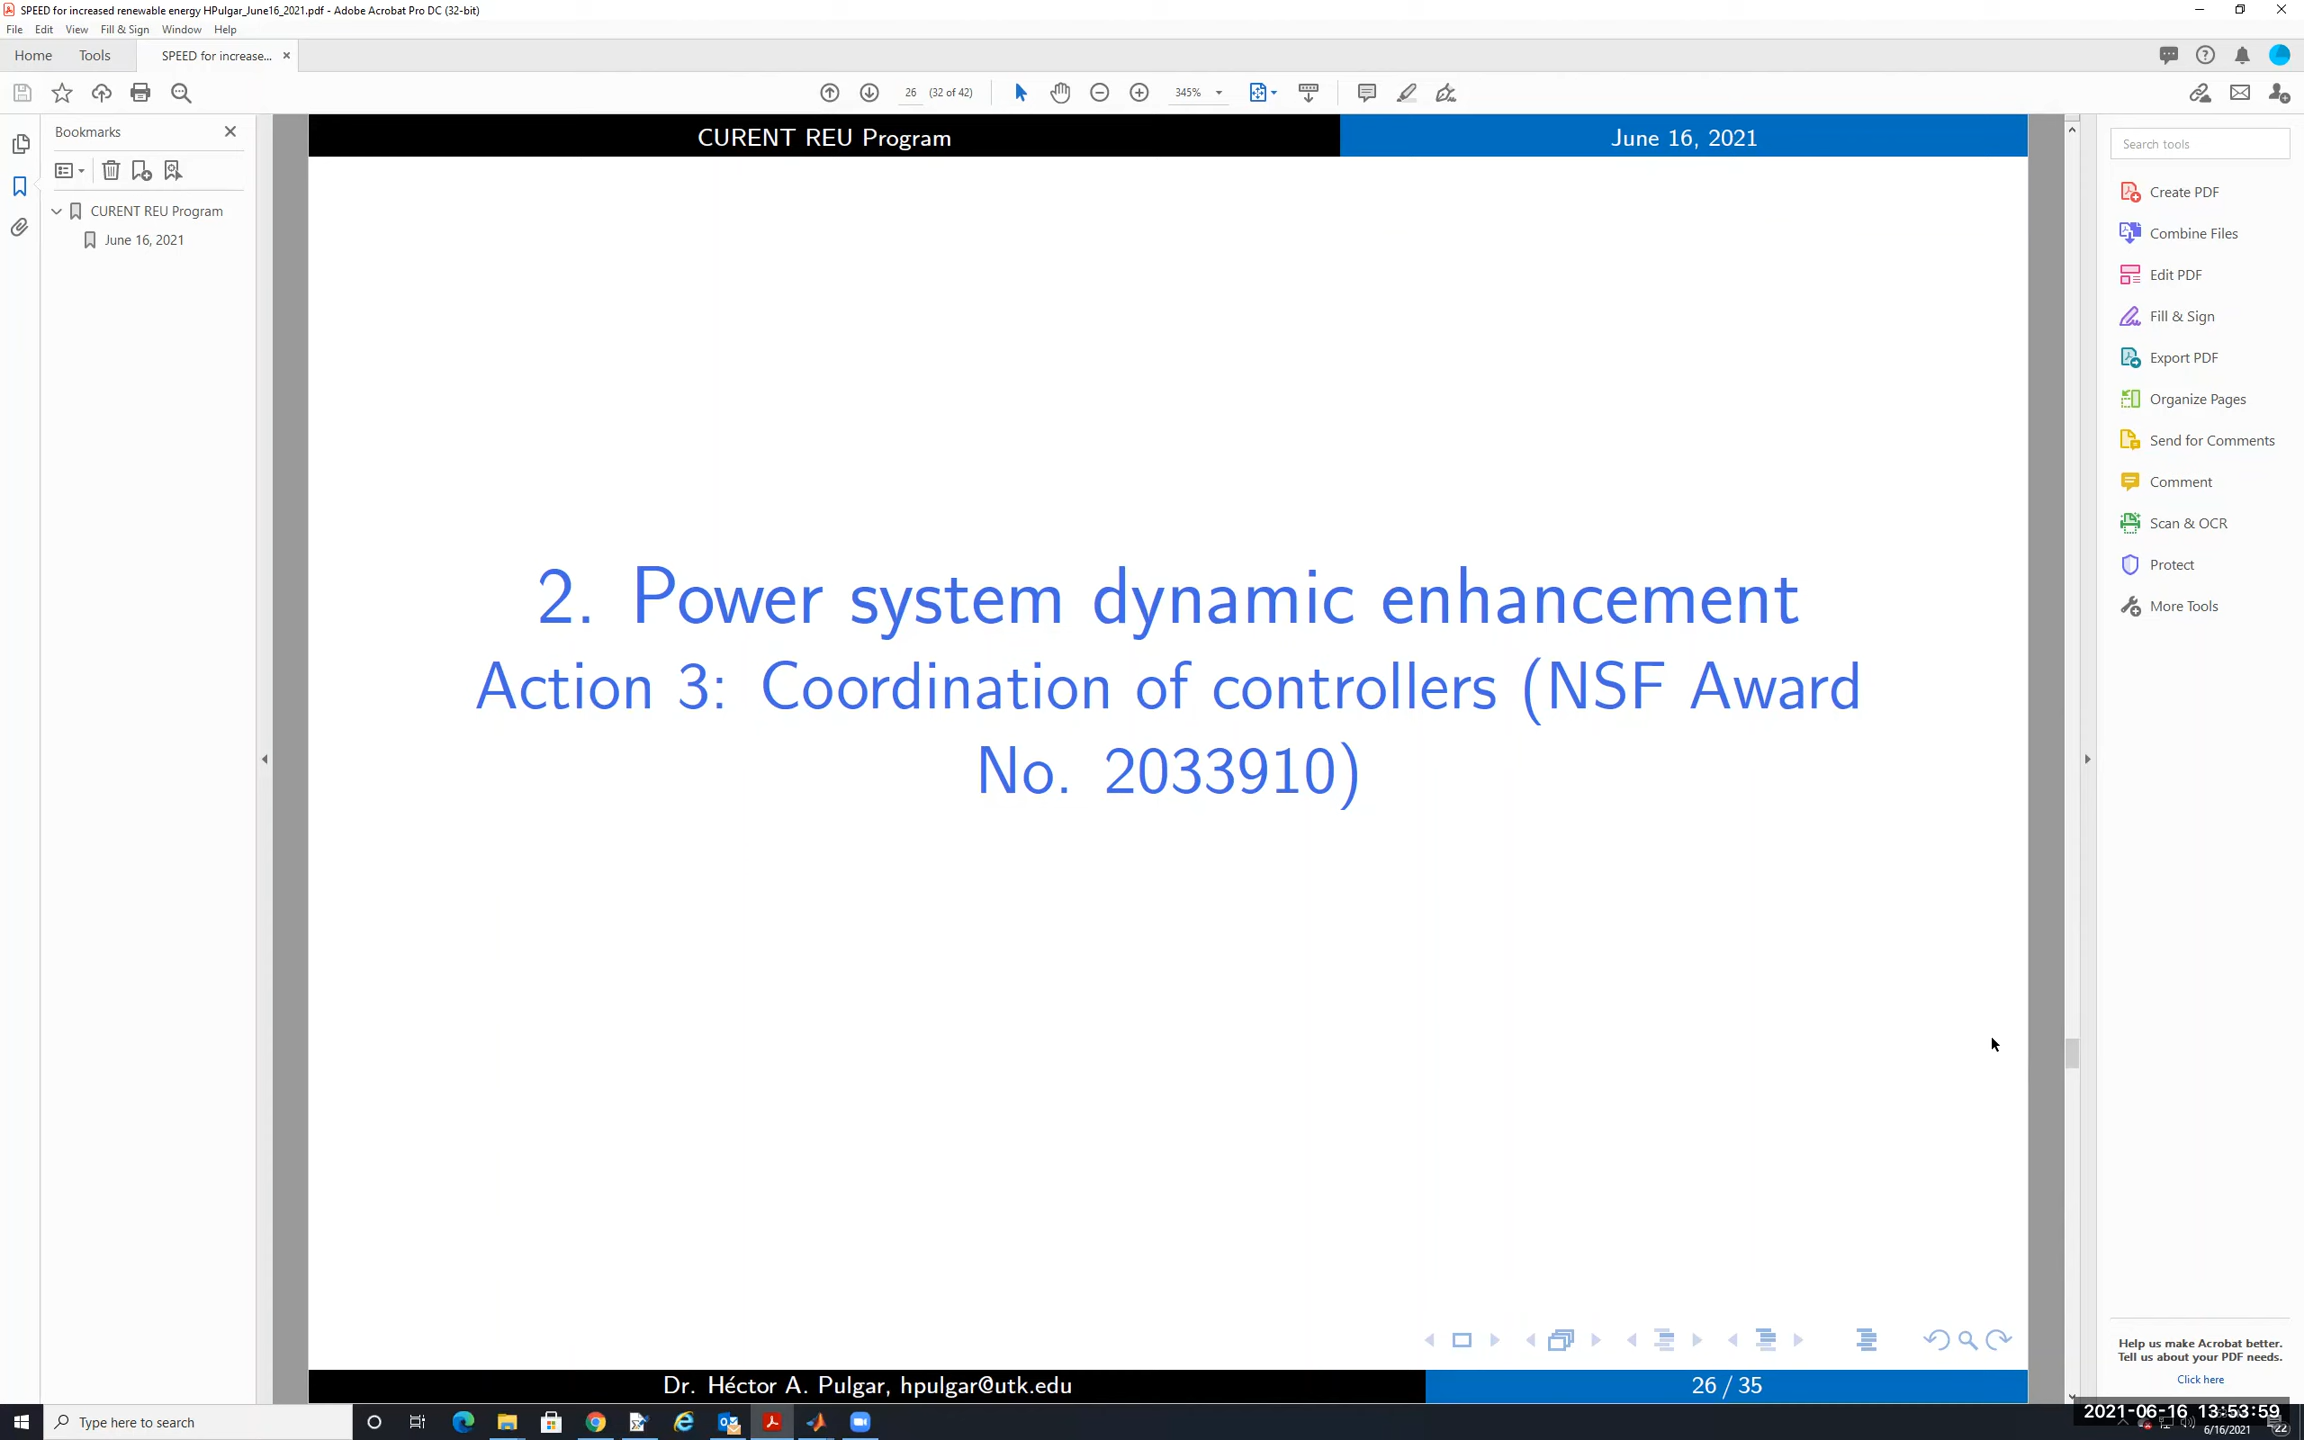 SPEED for increased renewable energy HPulgar_June16_2021.pdf - Adobe Acrobat Pro DC (32-bit)
File Edit View Fill & Sign Window Help
Home Tools SPEED for increase...
26 (32 of 42) 345%
Bookmarks
CURENT REU Program
June 16, 2021
CURENT REU Program
June 16, 2021
2. Power system dynamic enhancement
Action 3: Coordination of controllers (NSF Award
No. 2033910)
Dr. Héctor A. Pulgar, hpulgar@utk.edu
26 / 35
Search tools
Create PDF
Combine Files
Edit PDF
Fill & Sign
Export PDF
Organize Pages
Send for Comments
Comment
Scan & OCR
Protect
More Tools
Help us make Acrobat better.
Tell us about your PDF needs.
Click here
Type here to search
2021-06-16 13:53:59
6/16/2021
22